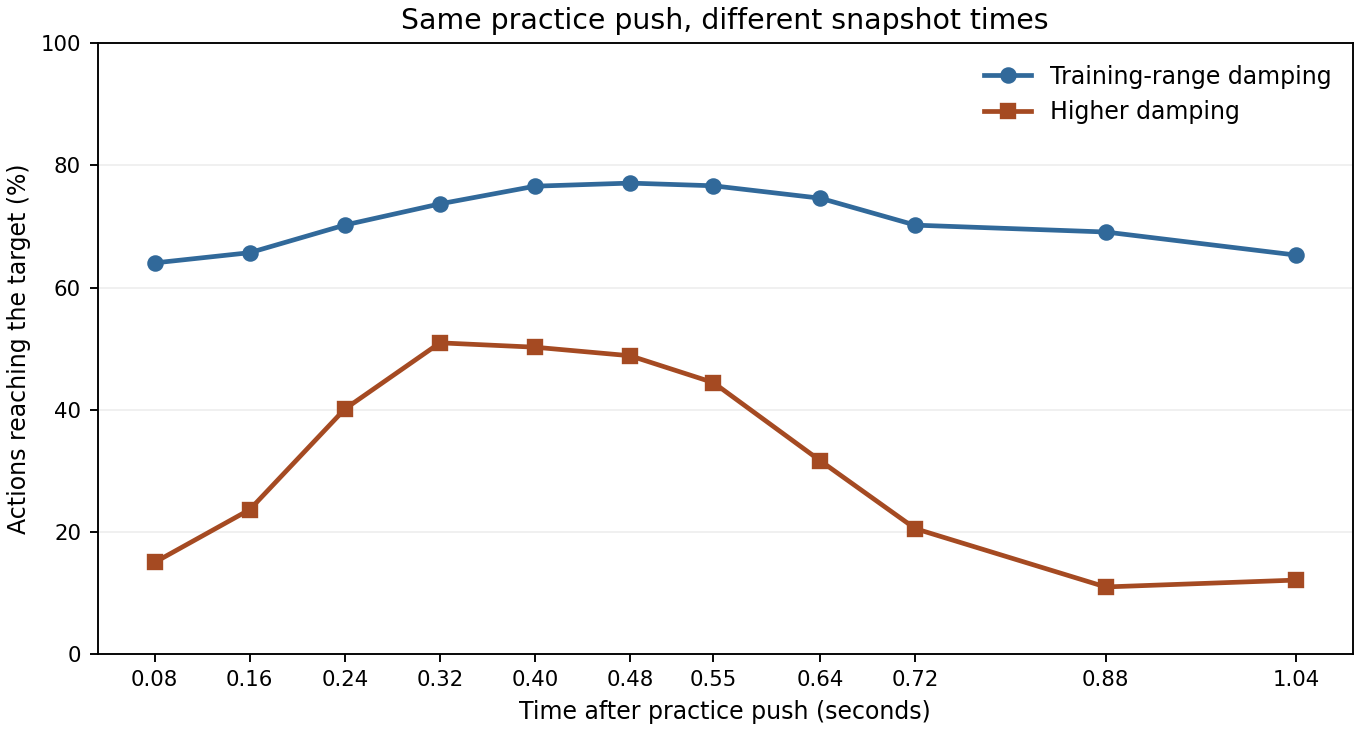 Same practice push, different snapshot times
Training-range damping
Higher damping
Actions reaching the target (%)
100
80
60
40
20
0
0.08 0.16 0.24 0.32 0.40 0.48 0.55 0.64 0.72 0.88 1.04
Time after practice push (seconds)